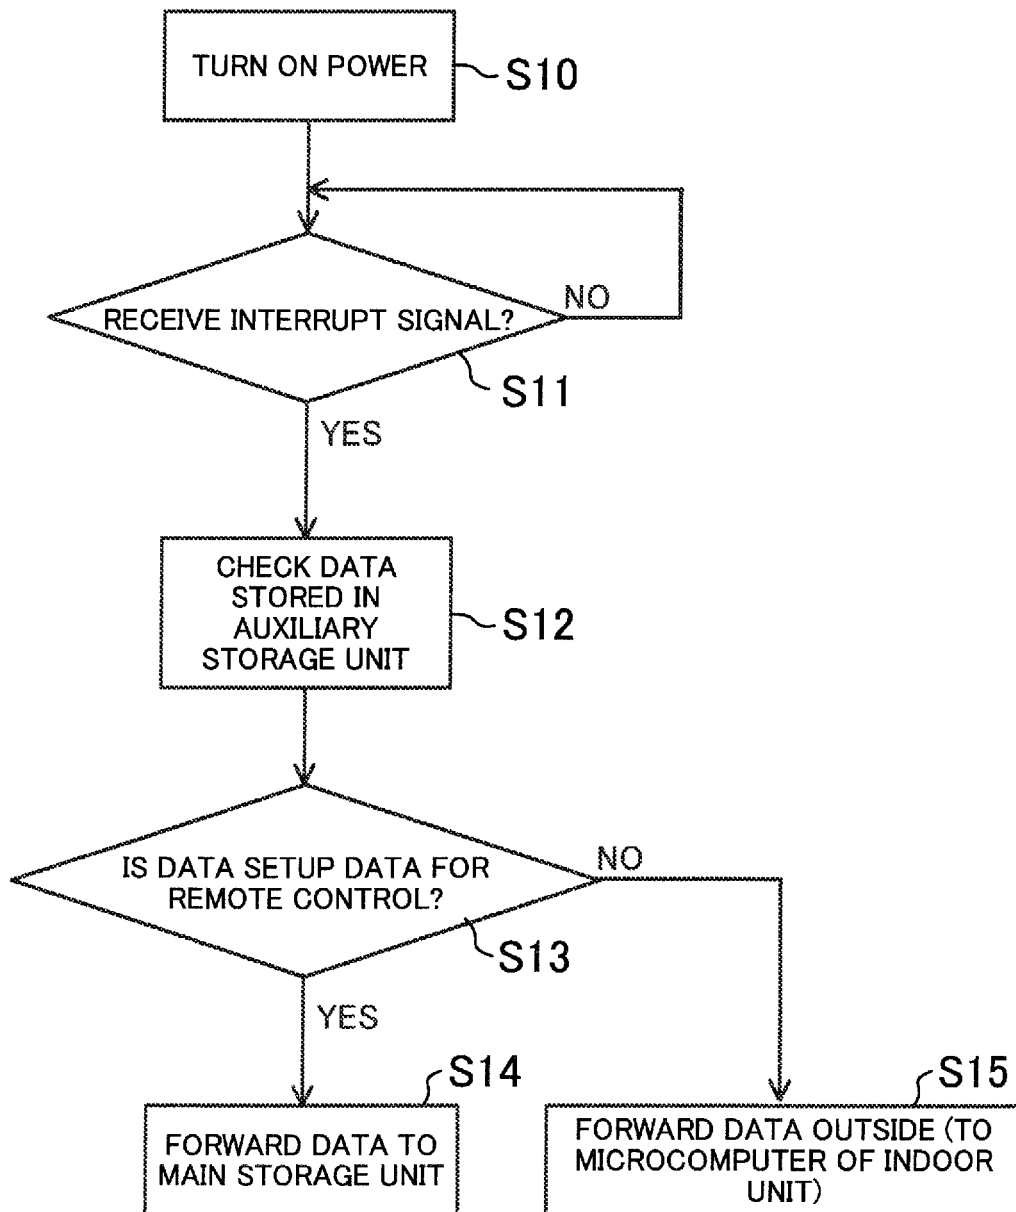 TURN ON POWER
S10
NO
RECEIVE INTERRUPT SIGNAL?
S11
YES
CHECK DATA
STORED IN
AUXILIARY
STORAGE UNIT
S12
NO
IS DATA SETUP DATA FOR
REMOTE CONTROL?
S13
YES
S14
FORWARD DATA TO
MAIN STORAGE UNIT
S15
FORWARD DATA OUTSIDE (TO
MICROCOMPUTER OF INDOOR
UNIT)